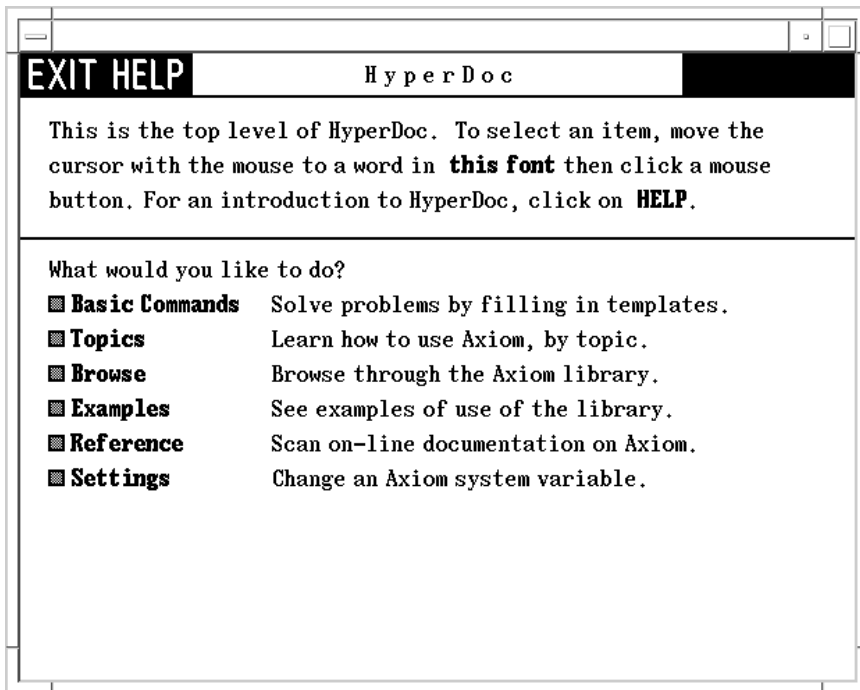 EXIT HELP HyperDoc
This is the top level of HyperDoc. To select an item, move the
cursor with the mouse to a word in this font then click a mouse
button. For an introduction to HyperDoc, click on HELP.
What would you like to do?
Basic Commands Solve problems by filling in templates.
Topics Learn how to use Axiom, by topic.
Browse Browse through the Axiom library.
Examples See examples of use of the library.
Reference Scan on-line documentation on Axiom.
Settings Change an Axiom system variable.